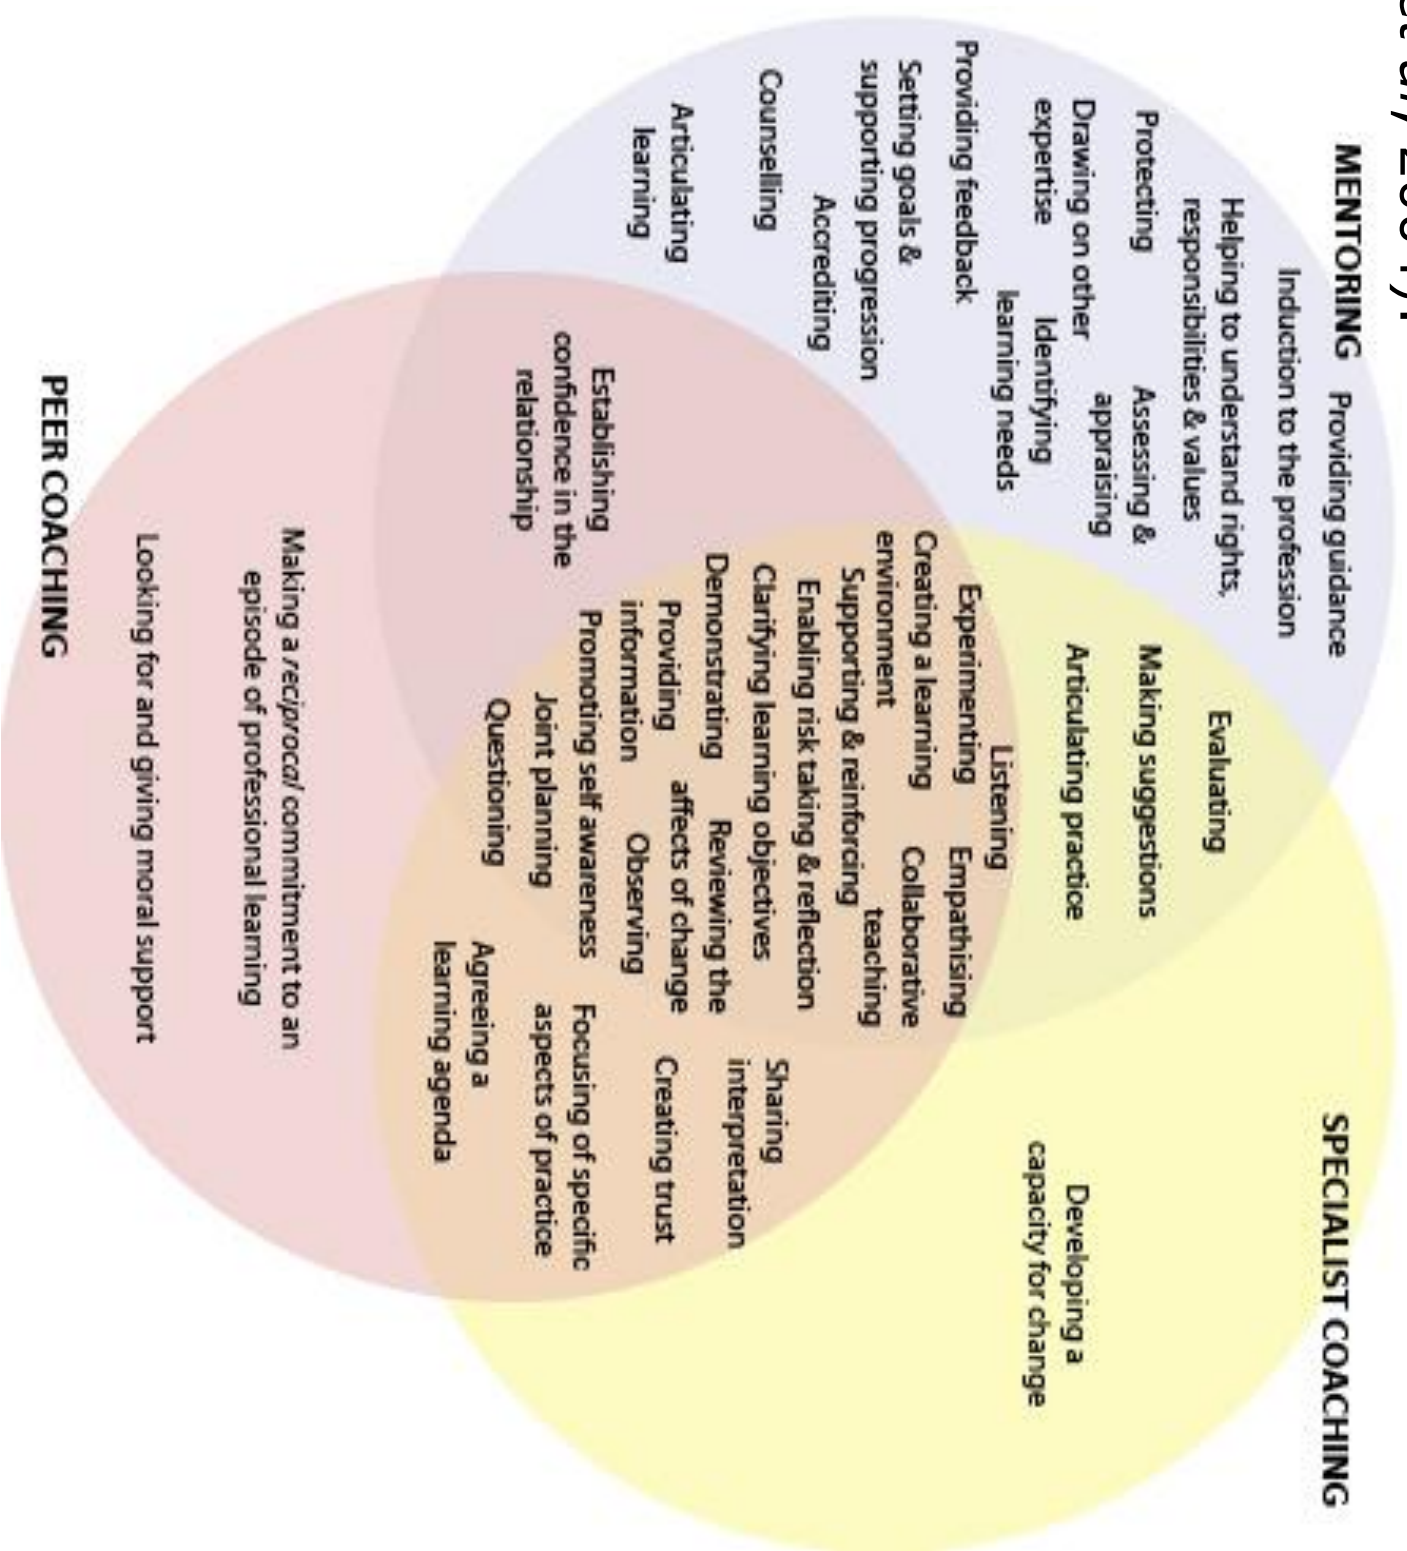 MENTORING
Providing guidance
Induction to the profession
Helping to understand rights,
responsibilities & values
Protecting
Assessing &
appraising
Drawing on other
expertise
Identifying
learning needs
Providing feedback
Setting goals &
supporting progression
Accrediting
Counselling
Articulating
learning
SPECIALIST COACHING
Evaluating
Making suggestions
Articulating practice
Developing a
capacity for change
Listening
Experimenting
Empathising
Creating a learning
environment
Collaborative
teaching
Supporting & reinforcing
Enabling risk taking & reflection
Clarifying learning objectives
Demonstrating
Reviewing the
affects of change
Providing
information
Observing
Promoting self awareness
Joint planning
Questioning
Sharing
interpretation
Creating trust
Focusing of specific
aspects of practice
Agreeing a
learning agenda
Establishing
confidence in the
relationship
Making a reciprocal commitment to an
episode of professional learning
Looking for and giving moral support
PEER COACHING